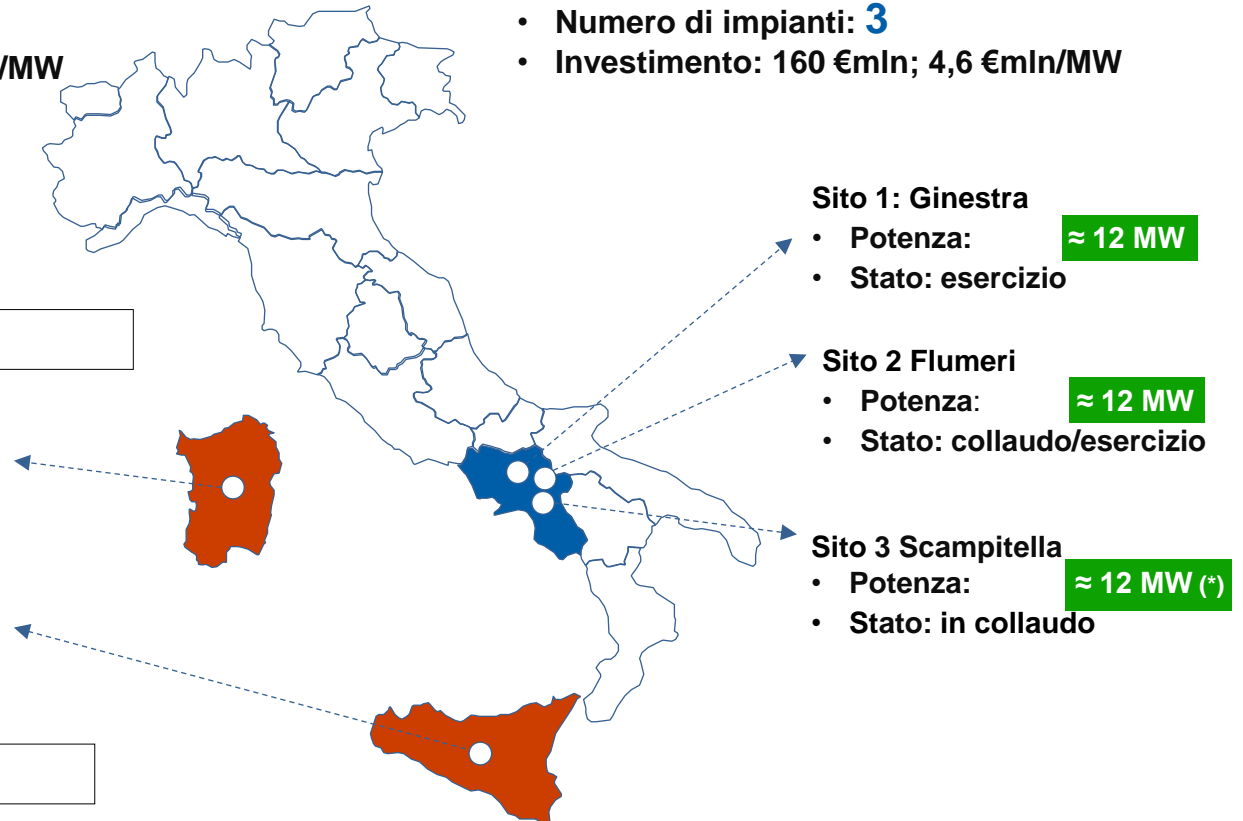 • Numero di impianti: 3
/MW
• Investimento: 160 €mln; 4,6 €mln/MW
Sito 1: Ginestra
• Potenza: ≈ 12 MW
• Stato: esercizio
Sito 2 Flumeri
• Potenza: ≈ 12 MW
• Stato: collaudo/esercizio
Sito 3 Scampitella
• Potenza: ≈ 12 MW (*)
• Stato: in collaudo